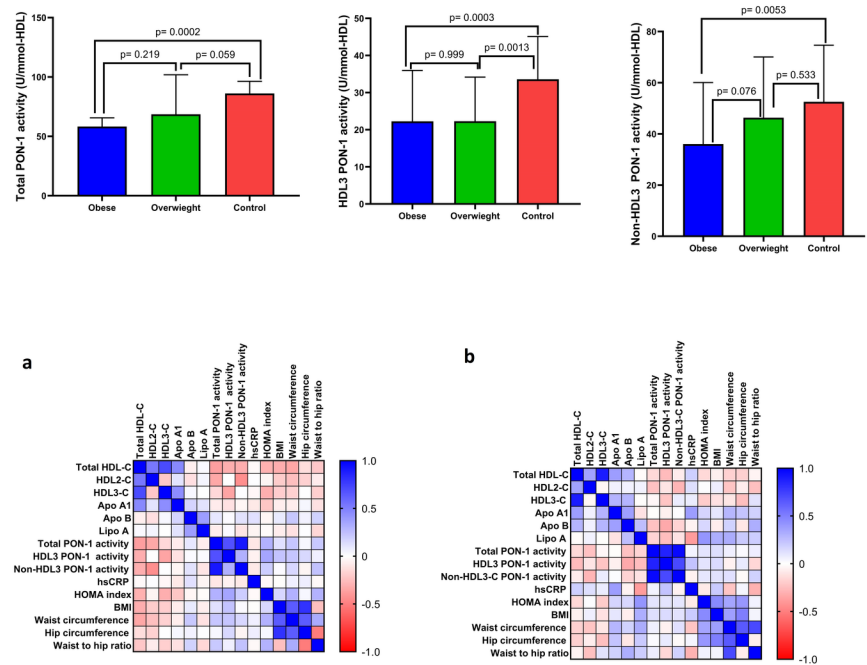 p= 0.0002
p= 0.219
p= 0.059
Total PON-1 activity (U/mmol-HDL)
150
100
50
0
Obese
Overwieght
Control
p= 0.0003
p= 0.999
p= 0.0013
HDL3 PON-1 activity (U/mmol-HDL)
50
40
30
20
10
0
Obese
Overwieght
Control
p= 0.0053
p= 0.076
p= 0.533
Non-HDL3 PON-1 activity (U/mmol-HDL)
80
60
40
20
0
Obese
Overwieght
Control
a
Total HDL-C
HDL2-C
HDL3-C
Apo A1
Apo B
Lipo A
Total PON-1 activity
HDL3 PON-1 activity
Non-HDL3 PON-1 activity
hsCRP
HOMA index
BMI
Waist circumference
Hip circumference
Waist to hip ratio
Total HDL-C
HDL2-C
HDL3-C
Apo A1
Apo B
Lipo A
Total PON-1 activity
HDL3 PON-1 activity
Non-HDL3 PON-1 activity
hsCRP
HOMA index
BMI
Waist circumference
Hip circumference
Waist to hip ratio
1.0
0.5
0
-0.5
-1.0
b
Total HDL-C
HDL2-C
HDL3-C
Apo A1
Apo B
Lipo A
Total PON-1 activity
HDL3 PON-1 activity
Non-HDL3-C PON-1 activity
hsCRP
HOMA index
BMI
Waist circumference
Hip circumference
Waist to hip ratio
Total HDL-C
HDL2-C
HDL3-C
Apo A1
Apo B
Lipo A
Total PON-1 activity
HDL3 PON-1 activity
Non-HDL3-C PON-1 activity
hsCRP
HOMA index
BMI
Waist circumference
Hip circumference
Waist to hip ratio
1.0
0.5
0.0
-0.5
-1.0